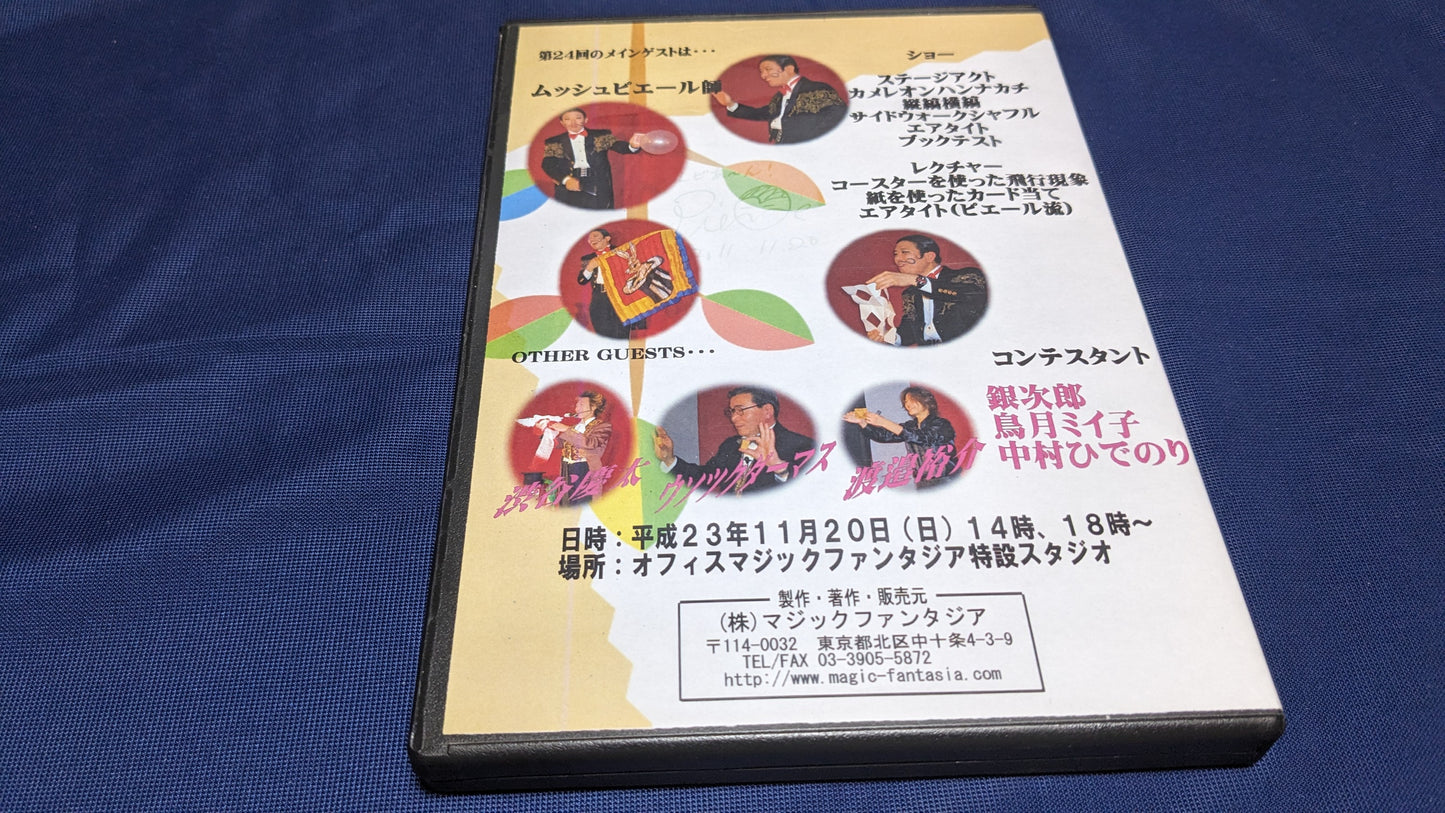 第24回のメインゲストは・・・
ムッシュピエール師
ショー
ステージアクト
カメレオンハンナカチ
縦縞横縞
サイドウォークシャフル
エアタイト
ブックテスト
レクチャー
コースターを使った飛行現象
紙を使ったカード当て
エアタイト(ピエール流)
11 20
OTHER GUESTS・・・
渋谷慶太
ウソツクターマス
渡邉裕介
コンテスタント
銀次郎
鳥月ミイ子
中村ひでのり
日時：平成23年11月20日(日)14時、18時～
場所：オフィスマジックファンタジア特設スタジオ
製作・著作・販売元
(株)マジックファンタジア
〒114-0032 東京都北区中十条4-3-9
TEL/FAX 03-3905-5872
http://www.magic-fantasia.com